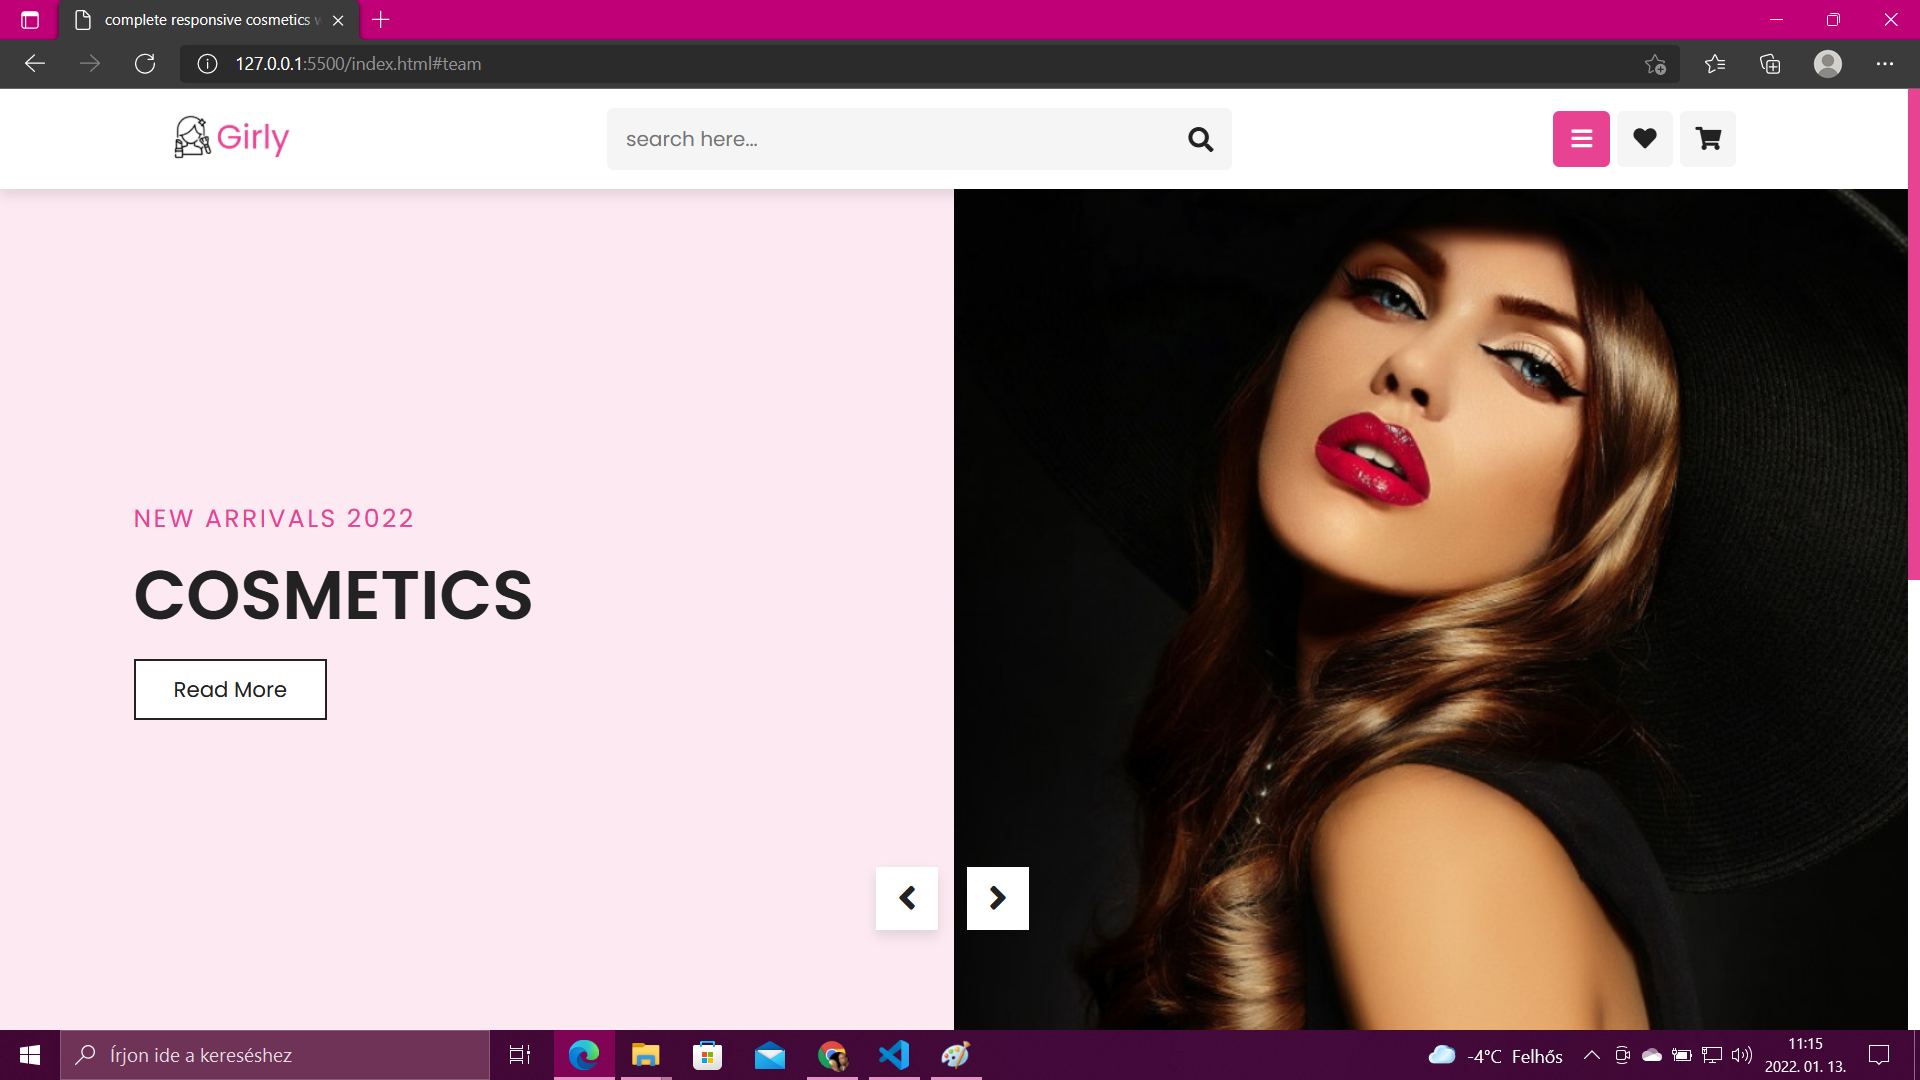 complete responsive cosmetics w
127.0.0.1:5500/index.html#team
Girly
search here...
NEW ARRIVALS 2022
COSMETICS
Read More
Írjon ide a kereséshez
-4°C Felhős
11:15
2022. 01. 13.